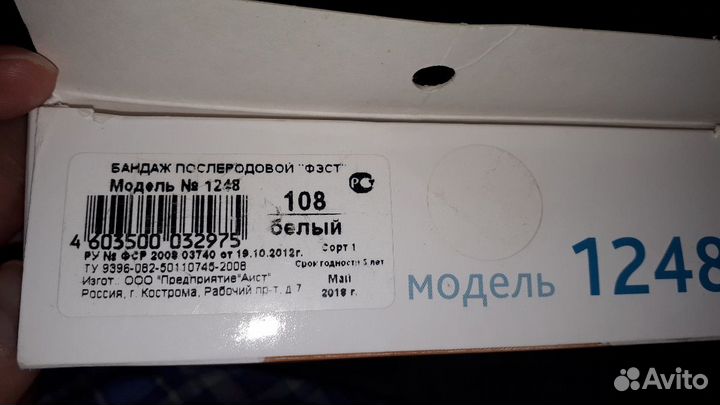 БАНДАЖ ПОСЛЕРОДОВОЙ "ФЭСТ"
Модель № 1248
108
белый
РСТ
4 603500 032975
Сорт 1
РУ № ФСР 2008 03740 от 19.10.2012г.
Срок годности 5 лет
ТУ 9396-082-50110745-2008
Изгот.: ООО "Предприятие"Аист"
Май
Россия, г. Кострома, Рабочий пр-т, д.7
2018 г.
модель 1248
Avito